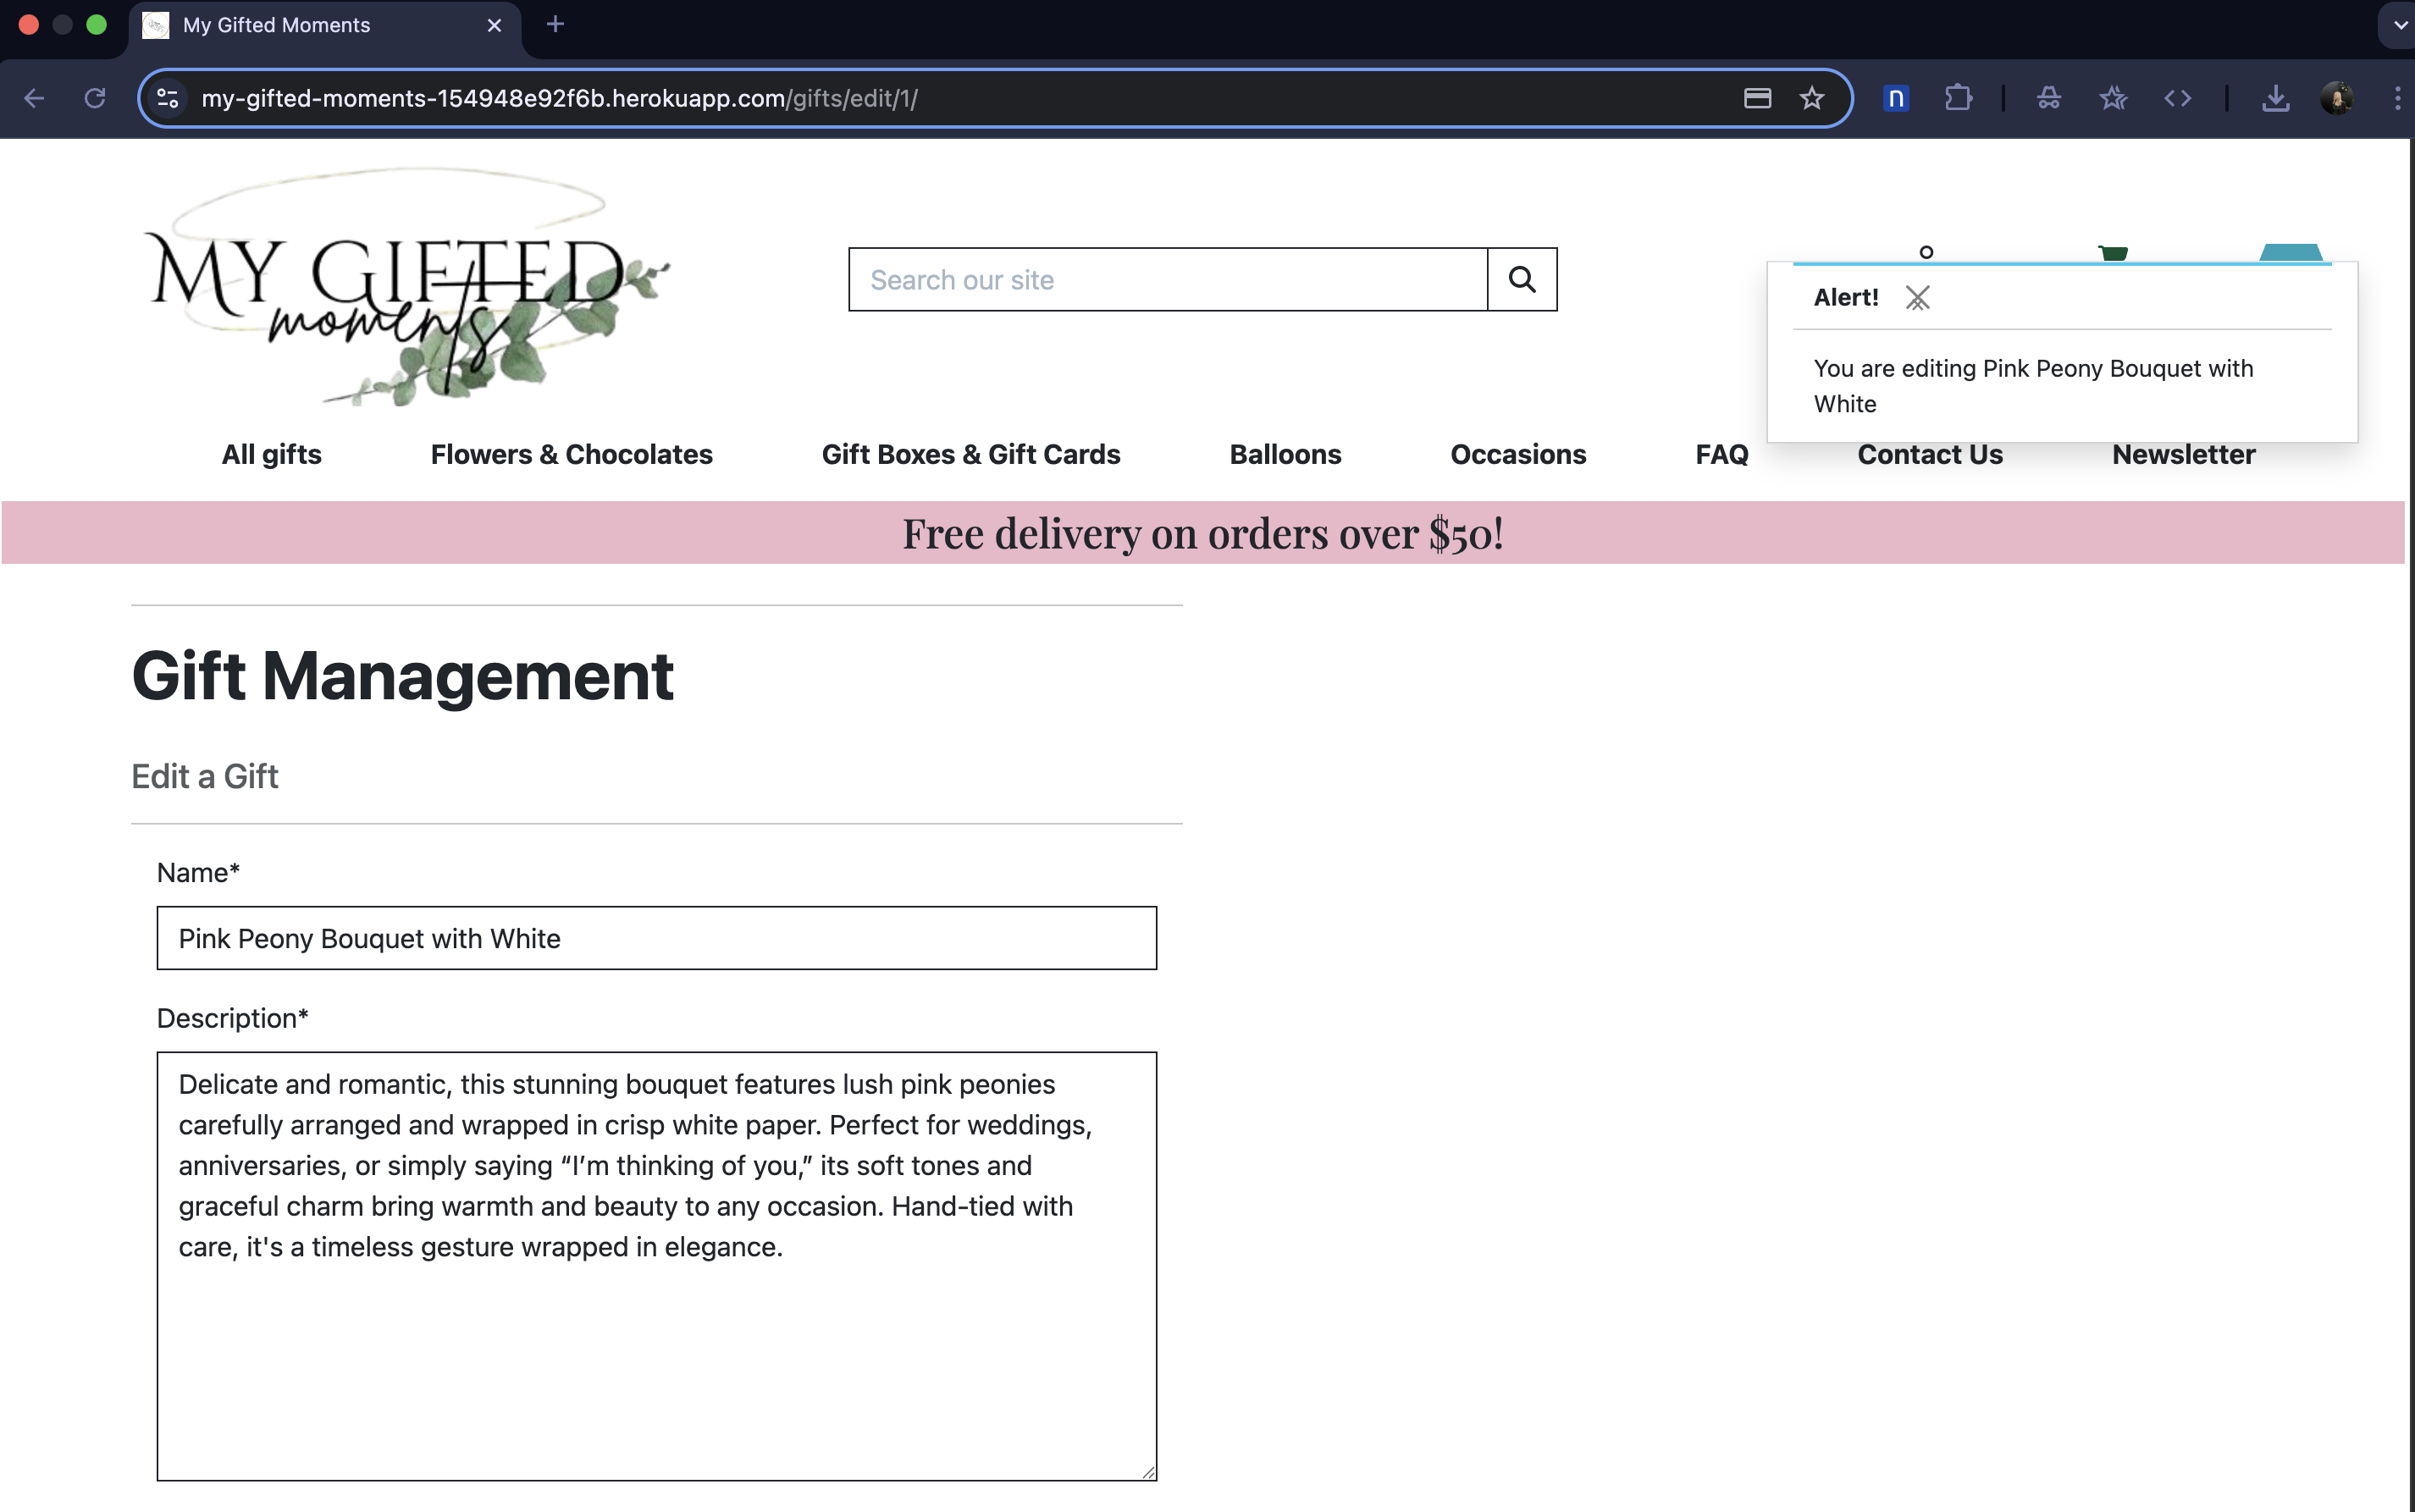 My Gifted Moments
my-gifted-moments-154948e92f6b.herokuapp.com/gifts/edit/1/
MY GIFTED
moments
Search our site
Alert!
You are editing Pink Peony Bouquet with
White
All gifts
Flowers & Chocolates
Gift Boxes & Gift Cards
Balloons
Occasions
FAQ
Contact Us
Newsletter
Free delivery on orders over $50!
Gift Management
Edit a Gift
Name*
Pink Peony Bouquet with White
Description*
Delicate and romantic, this stunning bouquet features lush pink peonies
carefully arranged and wrapped in crisp white paper. Perfect for weddings,
anniversaries, or simply saying “I’m thinking of you,” its soft tones and
graceful charm bring warmth and beauty to any occasion. Hand-tied with
care, it's a timeless gesture wrapped in elegance.